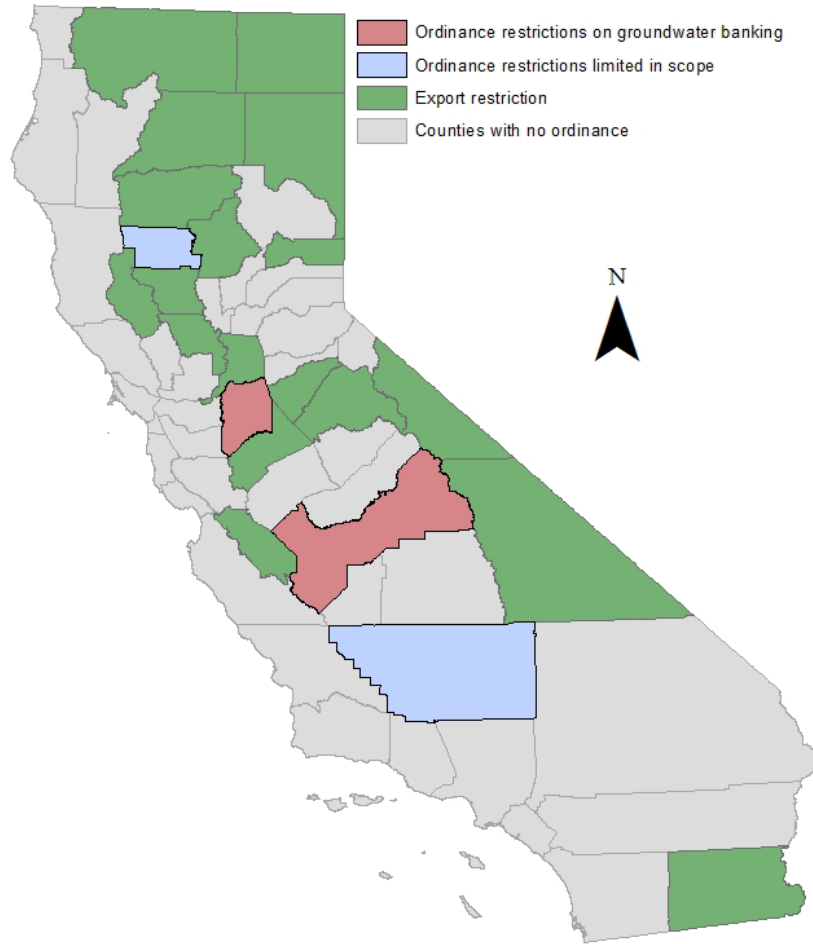 Ordinance restrictions on groundwater banking
Ordinance restrictions limited in scope
Export restriction
Counties with no ordinance
N